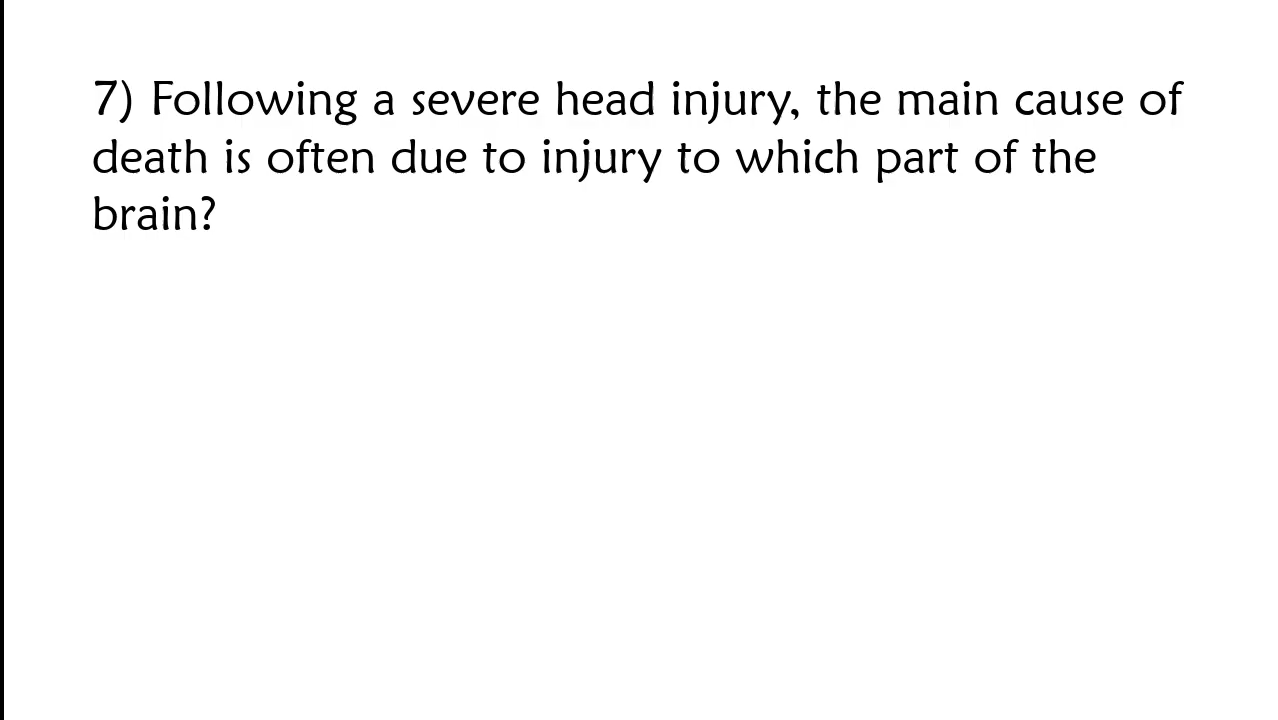 7) Following a severe head injury, the main cause of
death is often due to injury to which part of the
brain?